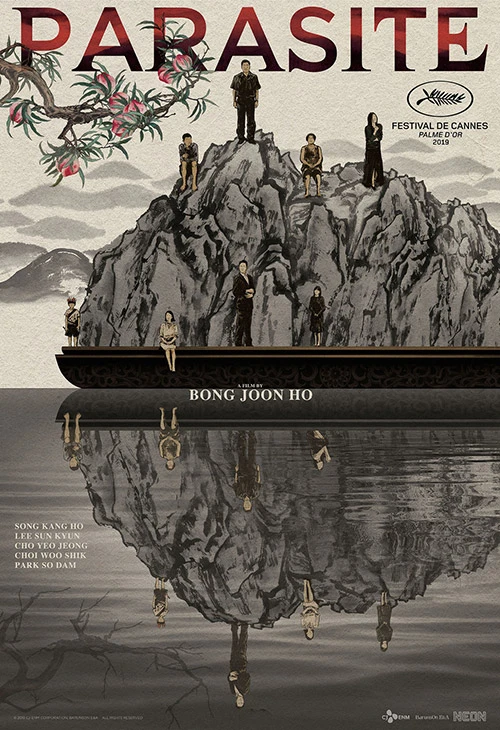 PARASITE
FESTIVAL DE CANNES
PALME D'OR
2019
A FILM BY
BONG JOON HO
SONG KANG HO
LEE SUN KYUN
CHO YEO JEONG
CHOI WOO SHIK
PARK SO DAM
CJ ENM
Barunson E&A
NEON